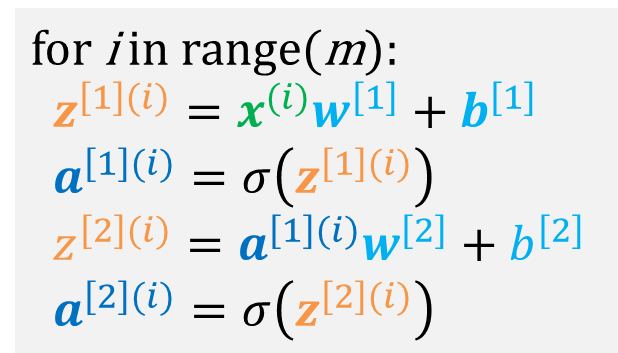 for i in range(m):
z[1](i) = x(i)w[1] + b[1]
a[1](i) = σ(z[1](i))
z[2](i) = a[1](i)w[2] + b[2]
a[2](i) = σ(z[2](i))